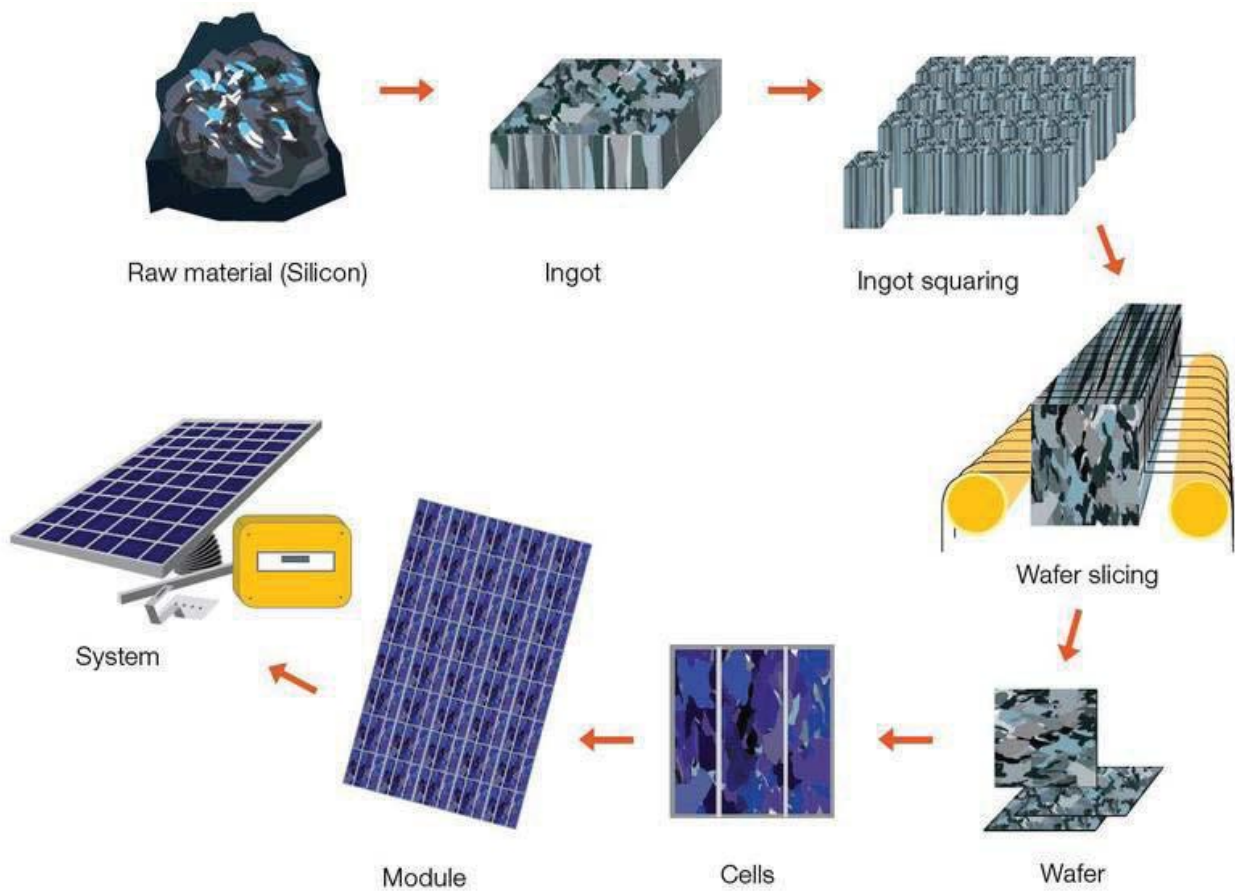 Raw material (Silicon)
Ingot
Ingot squaring
Wafer slicing
Wafer
Cells
Module
System